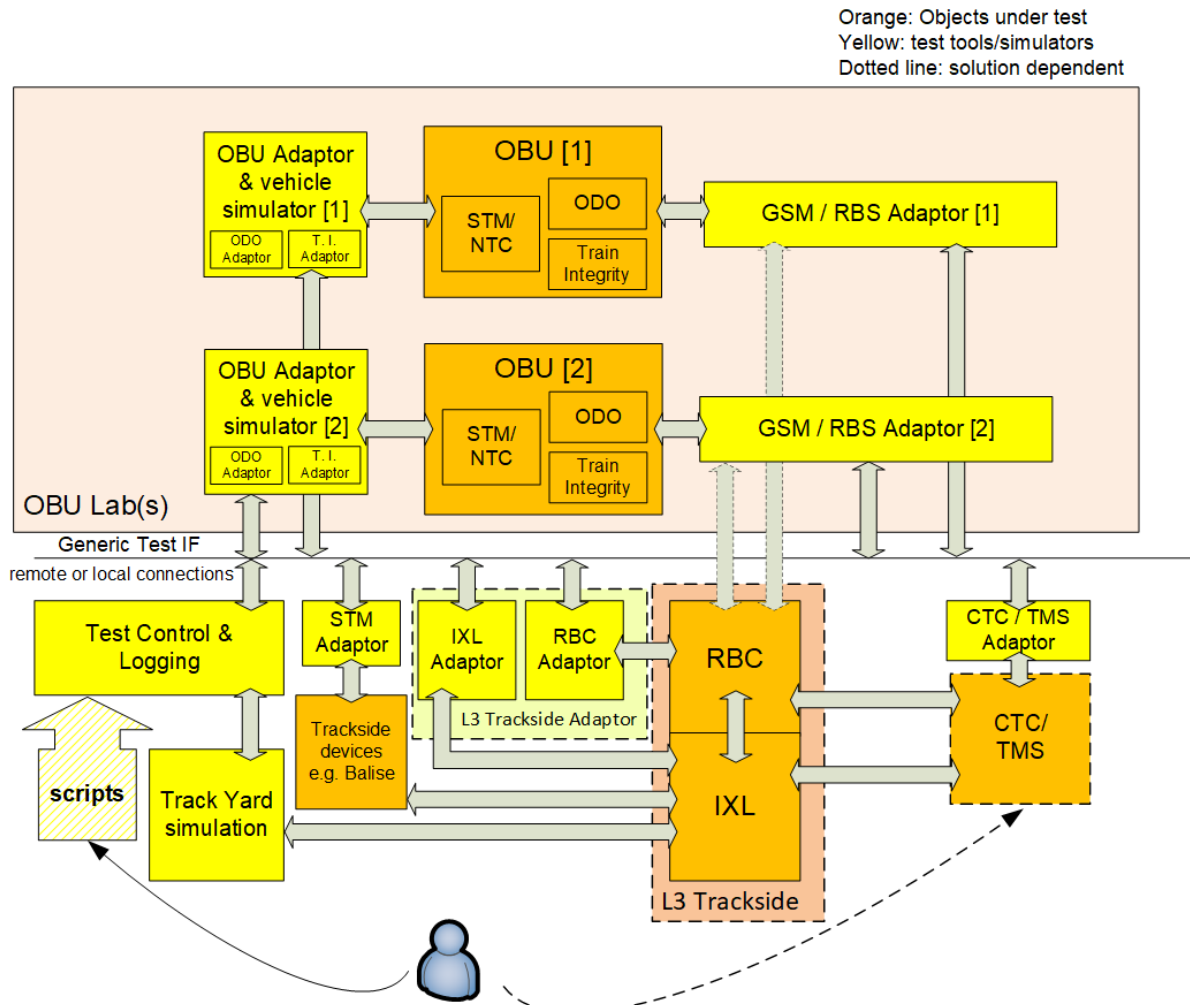 Orange: Objects under test
Yellow: test tools/simulators
Dotted line: solution dependent
OBU Adaptor
& vehicle
simulator [1]
ODO
Adaptor
T. I.
Adaptor
OBU [1]
STM/
NTC
ODO
Train
Integrity
GSM / RBS Adaptor [1]
OBU Adaptor
& vehicle
simulator [2]
ODO
Adaptor
T. I.
Adaptor
OBU [2]
STM/
NTC
ODO
Train
Integrity
GSM / RBS Adaptor [2]
OBU Lab(s)
Generic Test IF
remote or local connections
Test Control &
Logging
STM
Adaptor
IXL
Adaptor
RBC
Adaptor
L3 Trackside Adaptor
RBC
CTC / TMS
Adaptor
Trackside
devices
e.g. Balise
CTC/
TMS
scripts
Track Yard
simulation
IXL
L3 Trackside